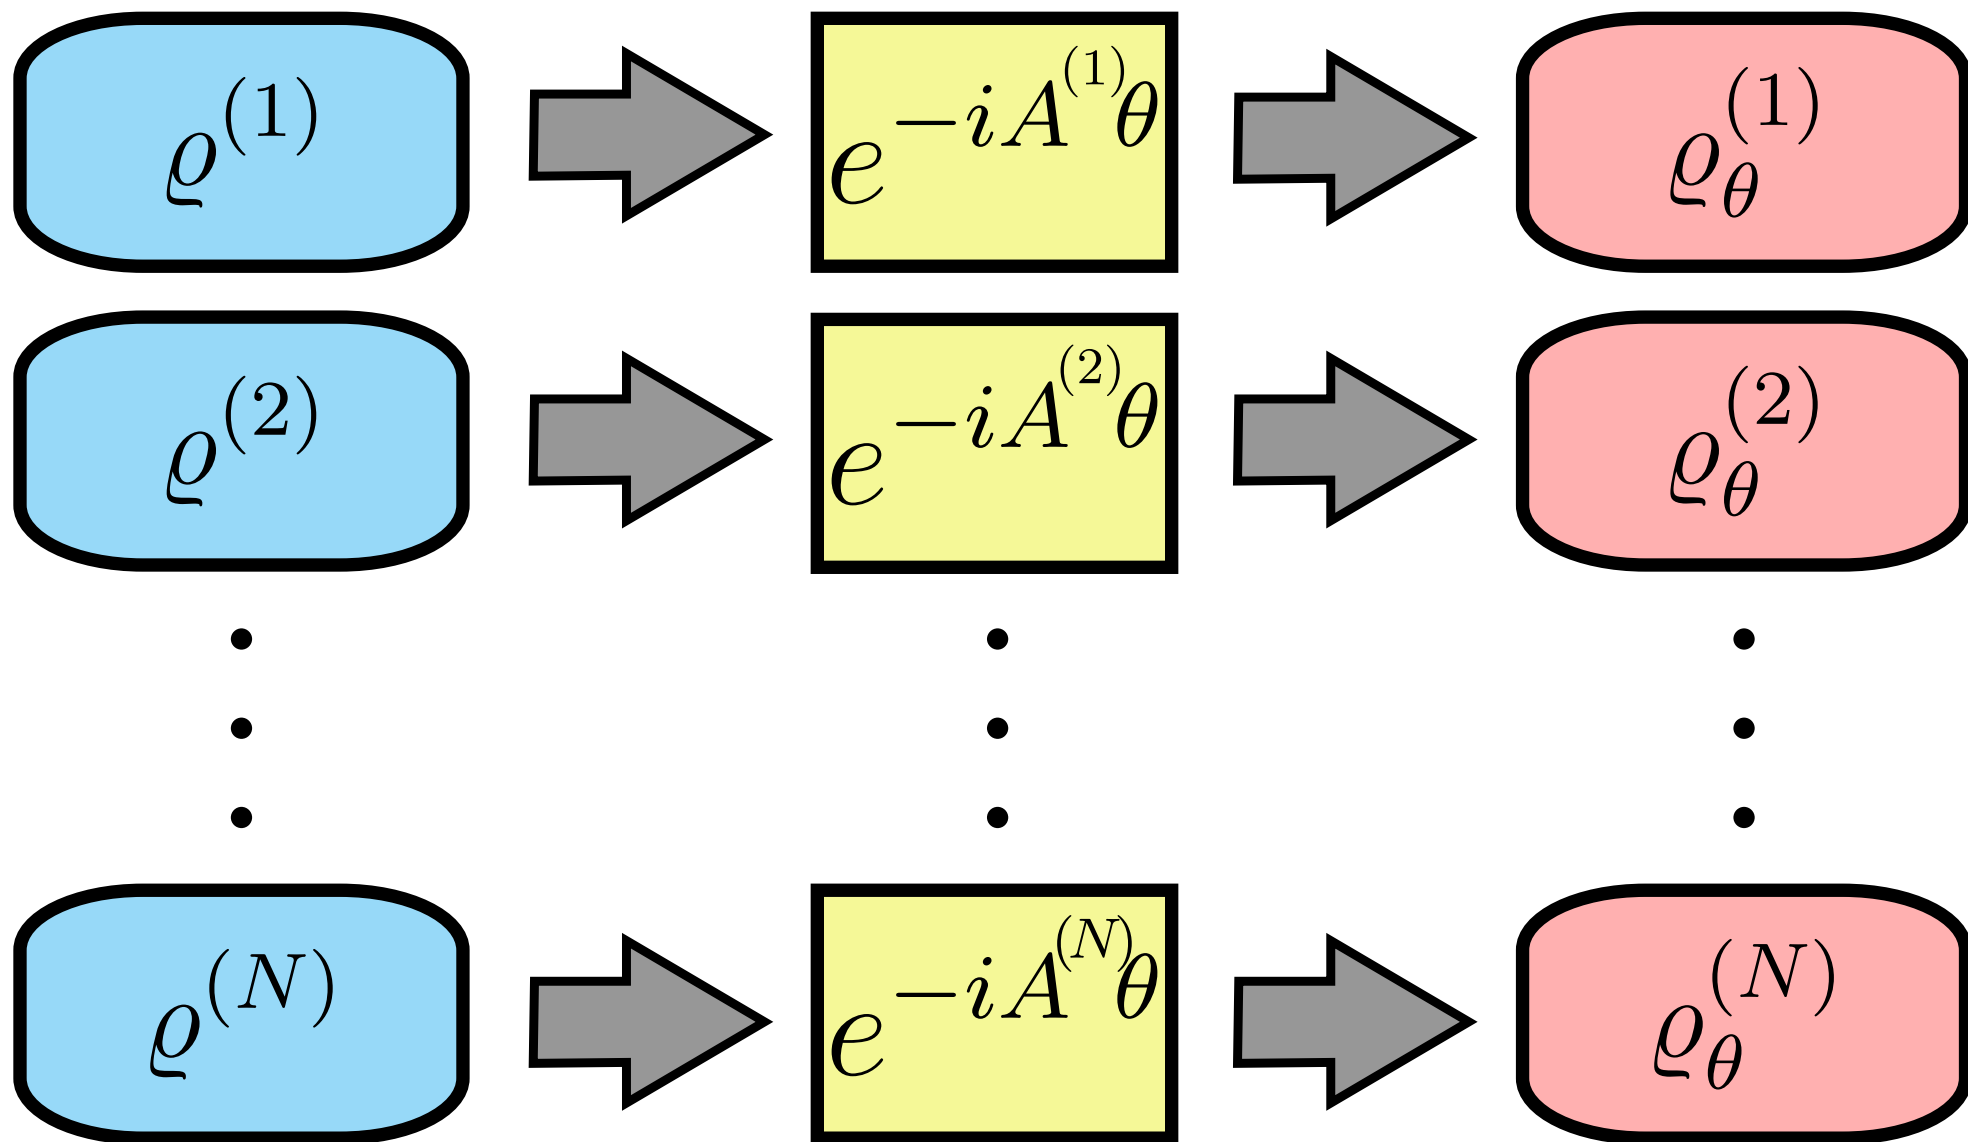 ϱ^(1) e^−iA^(1)θ ϱ_θ^(1)
ϱ^(2) e^−iA^(2)θ ϱ_θ^(2)
ϱ^(N) e^−iA^(N)θ ϱ_θ^(N)